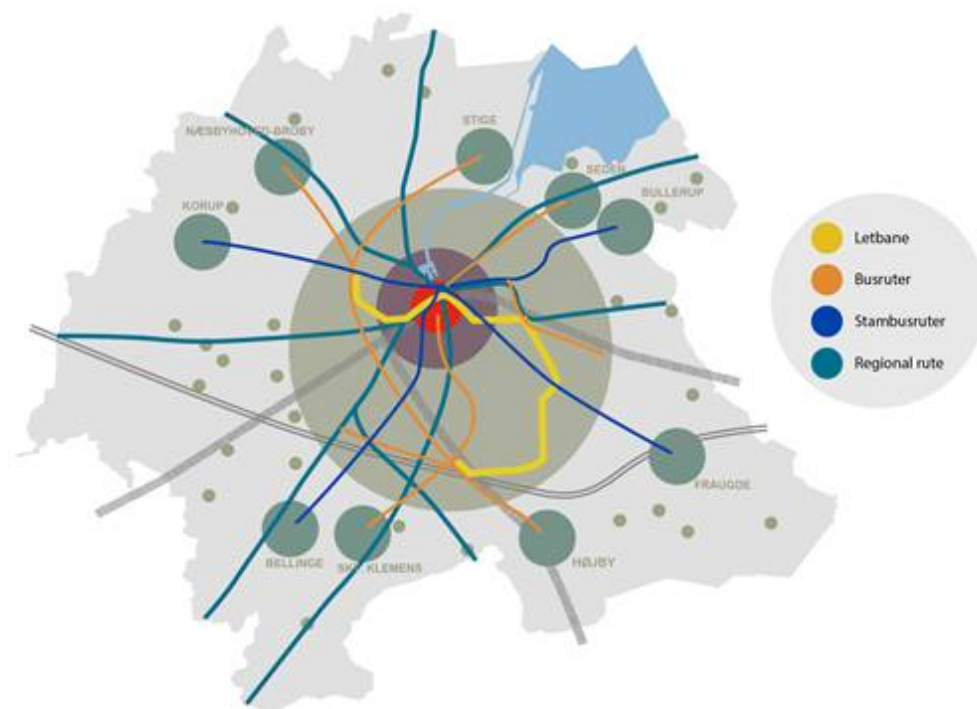 STIGE
NÆSBYHOVED-BROBY
SEDEN
BULLERUP
KORUP
Letbane
Busruter
Stambusruter
Regional rute
FRAUGDE
BELLINGE
SKT KLEMENS
HØJBY